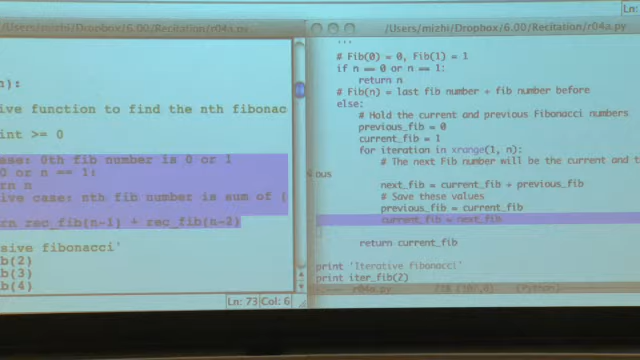 Ln:
/Users/mizhi/Dropbox/6.00/Recitation/r04a.py
n):
ive function to find the nth fibonac
int >= 0
ase: 0th fib number is 0 or 1
0 or n == 1:
rn n
ive case: nth fib number is sum of (
rn rec_fib(n-1) + rec_fib(n-2)
sive fibonacci'
b(2)
b(3)
b(4)
Ln: 73 Col: 6
/Users/mizhi/Dropbox/6.00/Recitation/r04a.py
'''
# Fib(0) = 0, Fib(1) = 1
if n == 0 or n == 1:
return n
# Fib(n) = last fib number + fib number before
else:
# Hold the current and previous Fibonacci numbers
previous_fib = 0
current_fib = 1
for iteration in xrange(1, n):
# The next Fib number will be the current and t
ous
next_fib = current_fib + previous_fib
# Save these values
previous_fib = current_fib
current_fib = next_fib
return current_fib
print 'Iterative fibonacci'
print iter_fib(2)
r04a.py (Python)